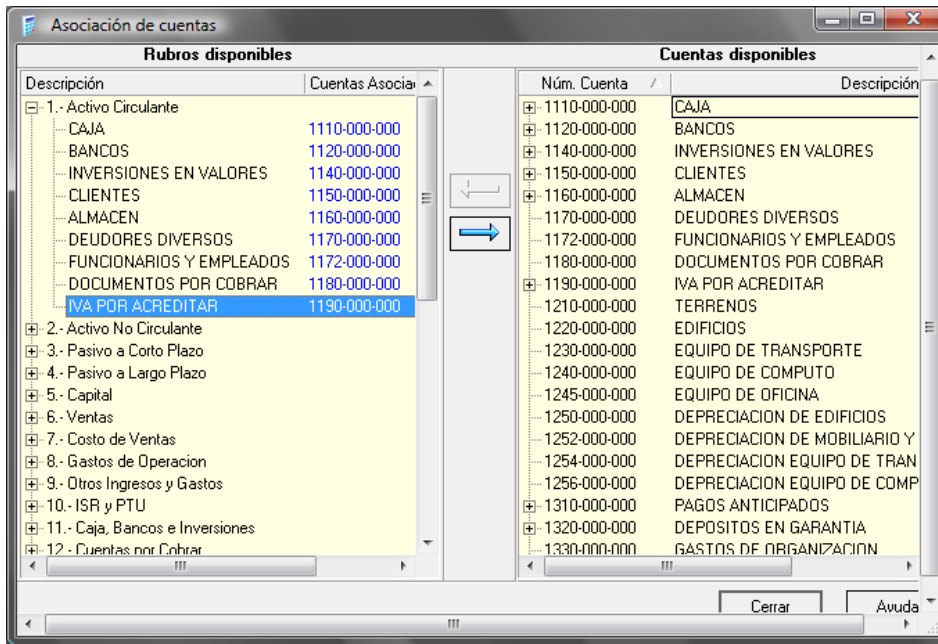 Asociación de cuentas
Rubros disponibles
Descripción Cuentas Asocia
1.- Activo Circulante
CAJA 1110-000-000
BANCOS 1120-000-000
INVERSIONES EN VALORES 1140-000-000
CLIENTES 1150-000-000
ALMACEN 1160-000-000
DEUDORES DIVERSOS 1170-000-000
FUNCIONARIOS Y EMPLEADOS 1172-000-000
DOCUMENTOS POR COBRAR 1180-000-000
IVA POR ACREDITAR 1190-000-000
2.- Activo No Circulante
3.- Pasivo a Corto Plazo
4.- Pasivo a Largo Plazo
5.- Capital
6.- Ventas
7.- Costo de Ventas
8.- Gastos de Operacion
9.- Otros Ingresos y Gastos
10.- ISR y PTU
11.- Caja, Bancos e Inversiones
12.- Cuentas por Cobrar
Cuentas disponibles
Núm. Cuenta Descripción
1110-000-000 CAJA
1120-000-000 BANCOS
1140-000-000 INVERSIONES EN VALORES
1150-000-000 CLIENTES
1160-000-000 ALMACEN
1170-000-000 DEUDORES DIVERSOS
1172-000-000 FUNCIONARIOS Y EMPLEADOS
1180-000-000 DOCUMENTOS POR COBRAR
1190-000-000 IVA POR ACREDITAR
1210-000-000 TERRENOS
1220-000-000 EDIFICIOS
1230-000-000 EQUIPO DE TRANSPORTE
1240-000-000 EQUIPO DE COMPUTO
1245-000-000 EQUIPO DE OFICINA
1250-000-000 DEPRECIACION DE EDIFICIOS
1252-000-000 DEPRECIACION DE MOBILIARIO Y
1254-000-000 DEPRECIACION EQUIPO DE TRAN
1256-000-000 DEPRECIACION EQUIPO DE COMP
1310-000-000 PAGOS ANTICIPADOS
1320-000-000 DEPOSITOS EN GARANTIA
1330-000-000 GASTOS DE ORGANIZACION
Cerrar
Ayuda